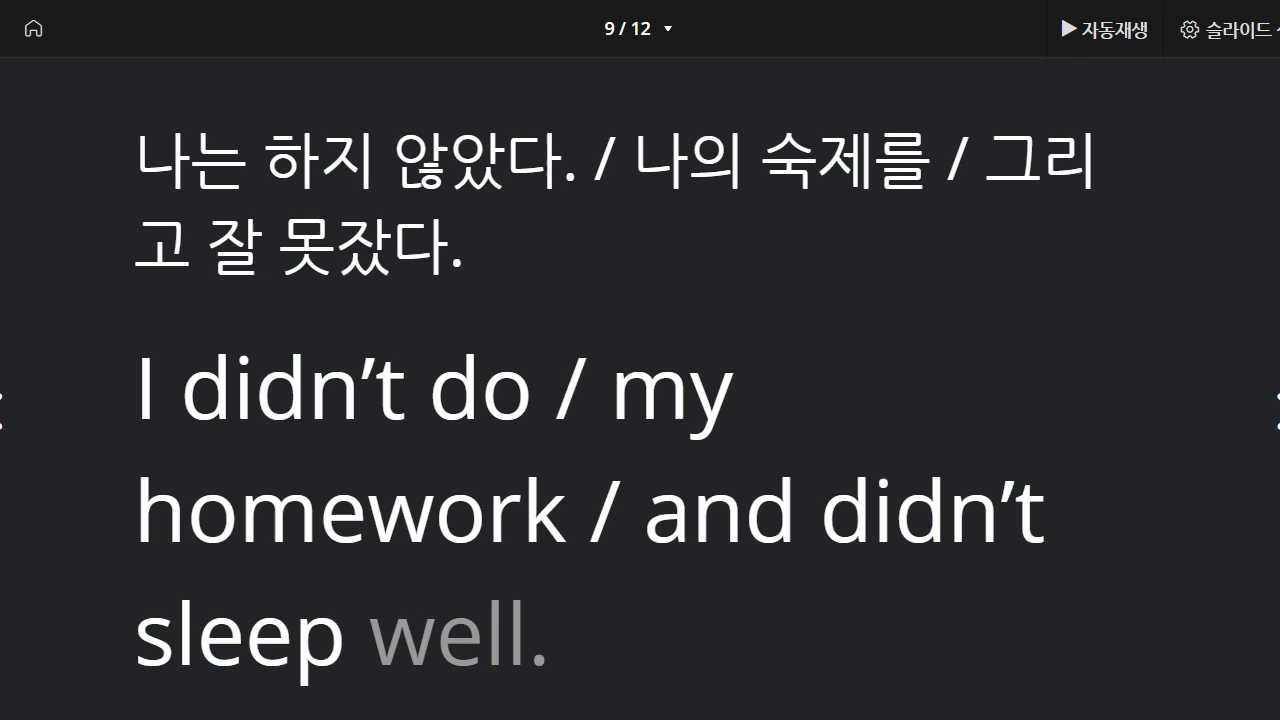 9 / 12
자동재생
슬라이드
나는 하지 않았다. / 나의 숙제를 / 그리
고 잘 못잤다.
I didn’t do / my
homework / and didn’t
sleep well.